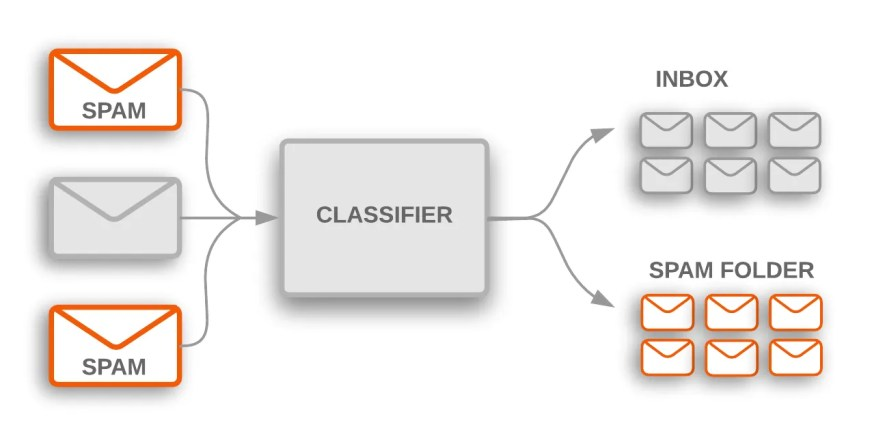 SPAM
SPAM
CLASSIFIER
INBOX
SPAM FOLDER